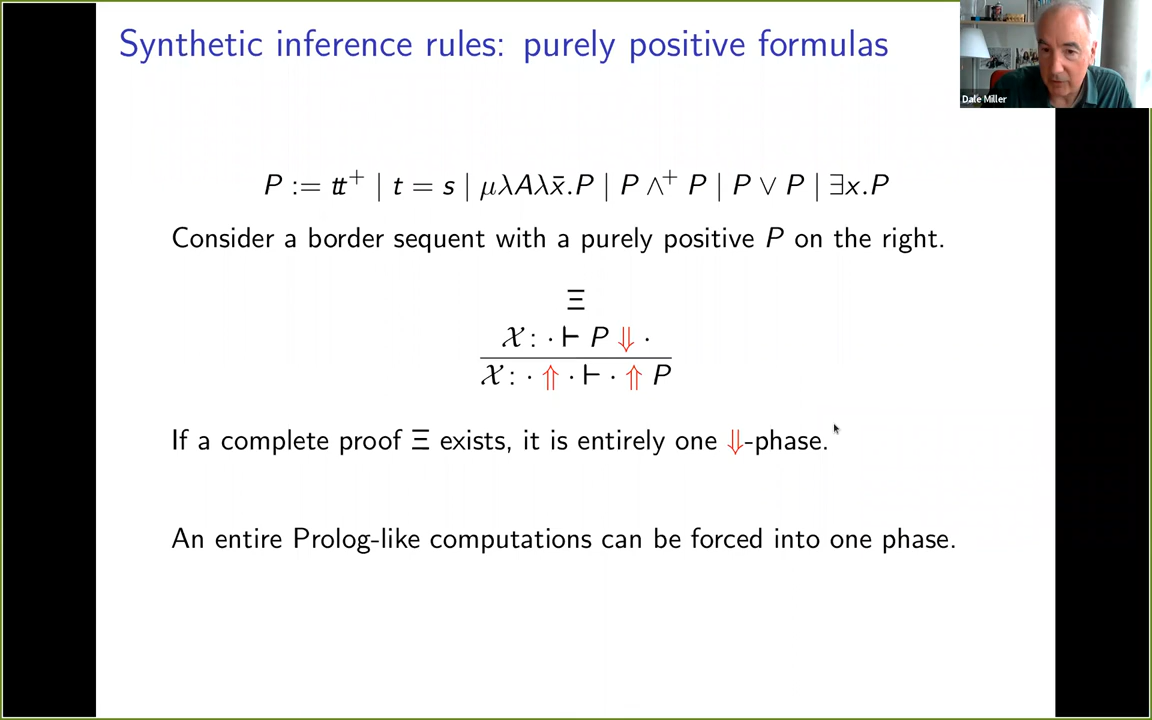 Synthetic inference rules: purely positive formulas
Dale Miller
P := tt⁺ | t = s | μλAλx̄.P | P ∧⁺ P | P ∨ P | ∃x.P
Consider a border sequent with a purely positive P on the right.
Ξ
𝒳 : · ⊢ P ⇓ ·
𝒳 : · ⇑ · ⊢ · ⇑ P
If a complete proof Ξ exists, it is entirely one ⇓-phase.
An entire Prolog-like computations can be forced into one phase.